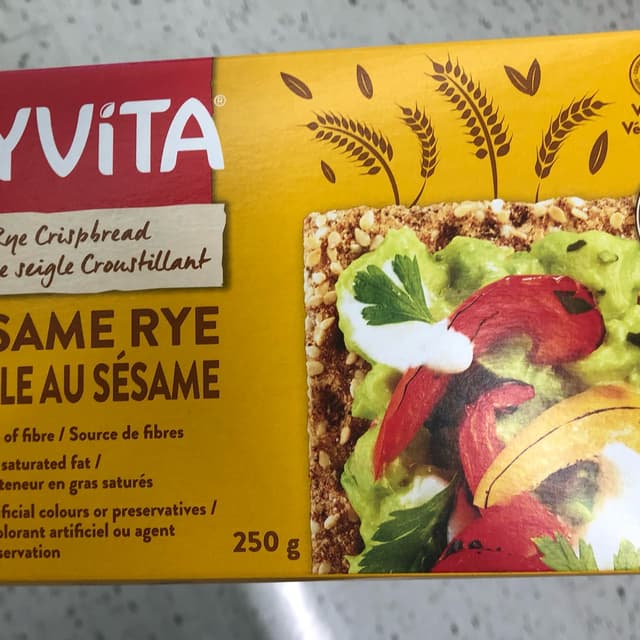 YViTA®
Rye Crispbread
e seigle Croustillant
SAME RYE
LE AU SÉSAME
of fibre / Source de fibres
saturated fat /
teneur en gras saturés
ficial colours or preservatives /
olorant artificiel ou agent
servation
250 g